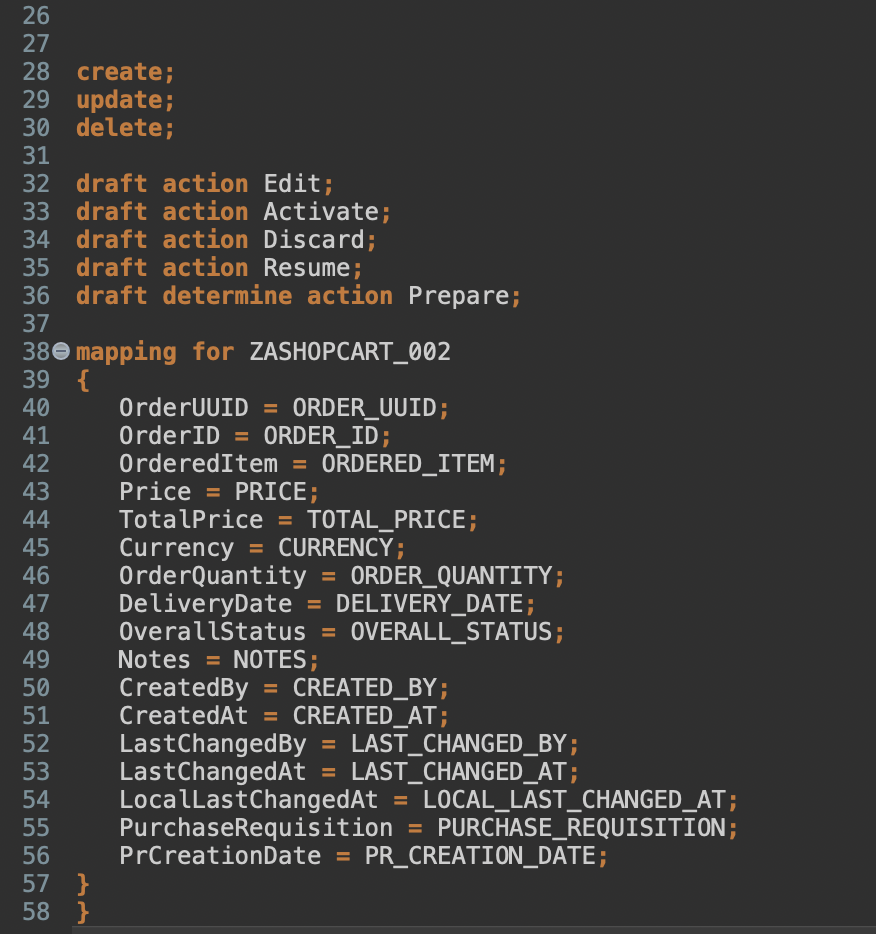 26
27
28 create;
29 update;
30 delete;
31
32 draft action Edit;
33 draft action Activate;
34 draft action Discard;
35 draft action Resume;
36 draft determine action Prepare;
37
38 mapping for ZASHOPCART_002
39 {
40 OrderUUID = ORDER_UUID;
41 OrderID = ORDER_ID;
42 OrderedItem = ORDERED_ITEM;
43 Price = PRICE;
44 TotalPrice = TOTAL_PRICE;
45 Currency = CURRENCY;
46 OrderQuantity = ORDER_QUANTITY;
47 DeliveryDate = DELIVERY_DATE;
48 OverallStatus = OVERALL_STATUS;
49 Notes = NOTES;
50 CreatedBy = CREATED_BY;
51 CreatedAt = CREATED_AT;
52 LastChangedBy = LAST_CHANGED_BY;
53 LastChangedAt = LAST_CHANGED_AT;
54 LocalLastChangedAt = LOCAL_LAST_CHANGED_AT;
55 PurchaseRequisition = PURCHASE_REQUISITION;
56 PrCreationDate = PR_CREATION_DATE;
57 }
58 }